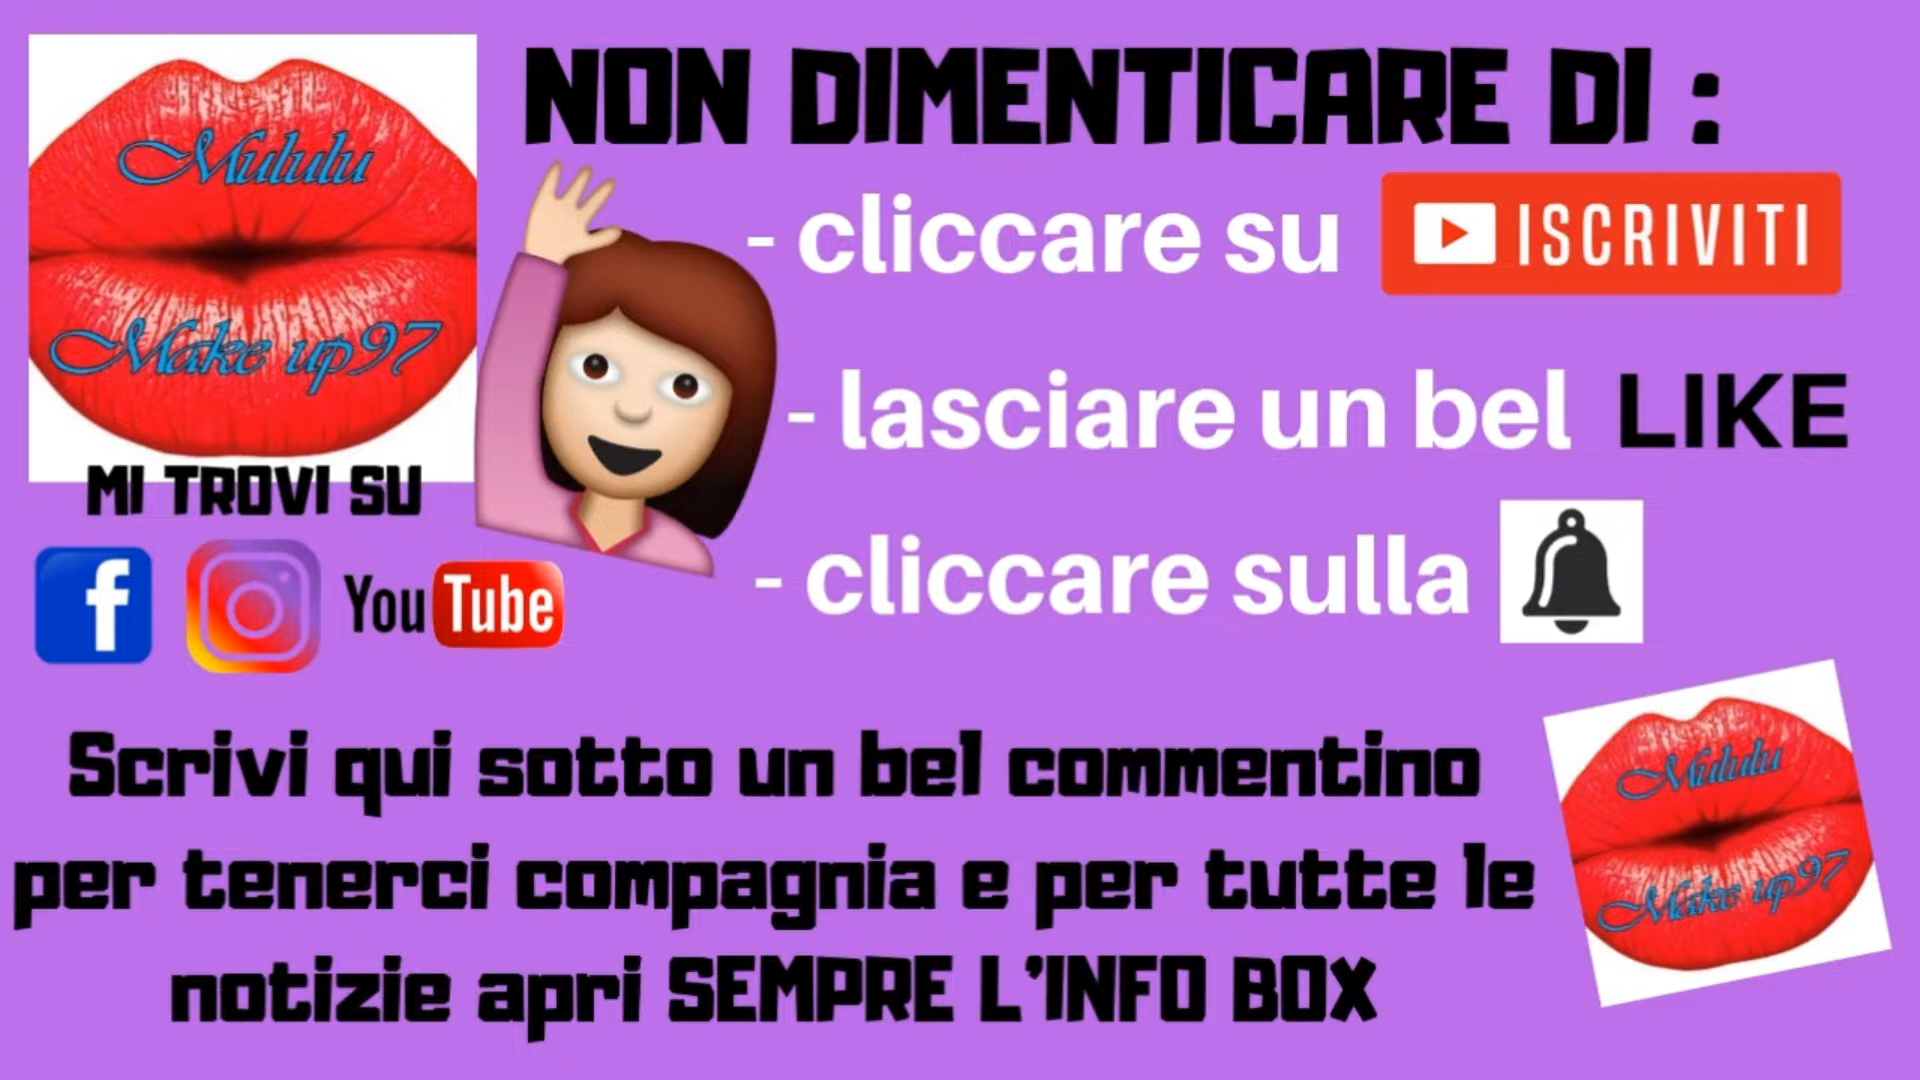 Mululu
Make up97
MI TROVI SU
f
YouTube
NON DIMENTICARE DI :
- cliccare su ISCRIVITI
- lasciare un bel LIKE
- cliccare sulla
Scrivi qui sotto un bel commentino
per tenerci compagnia e per tutte le
notizie apri SEMPRE L'INFO BOX
Mululu
Make up97